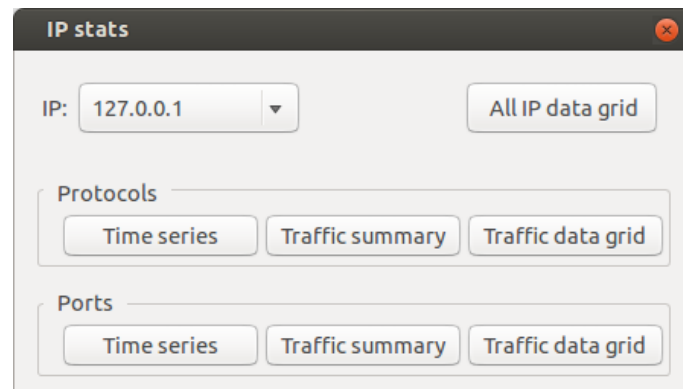 IP stats
IP: 127.0.0.1 All IP data grid
Protocols
Time series Traffic summary Traffic data grid
Ports
Time series Traffic summary Traffic data grid